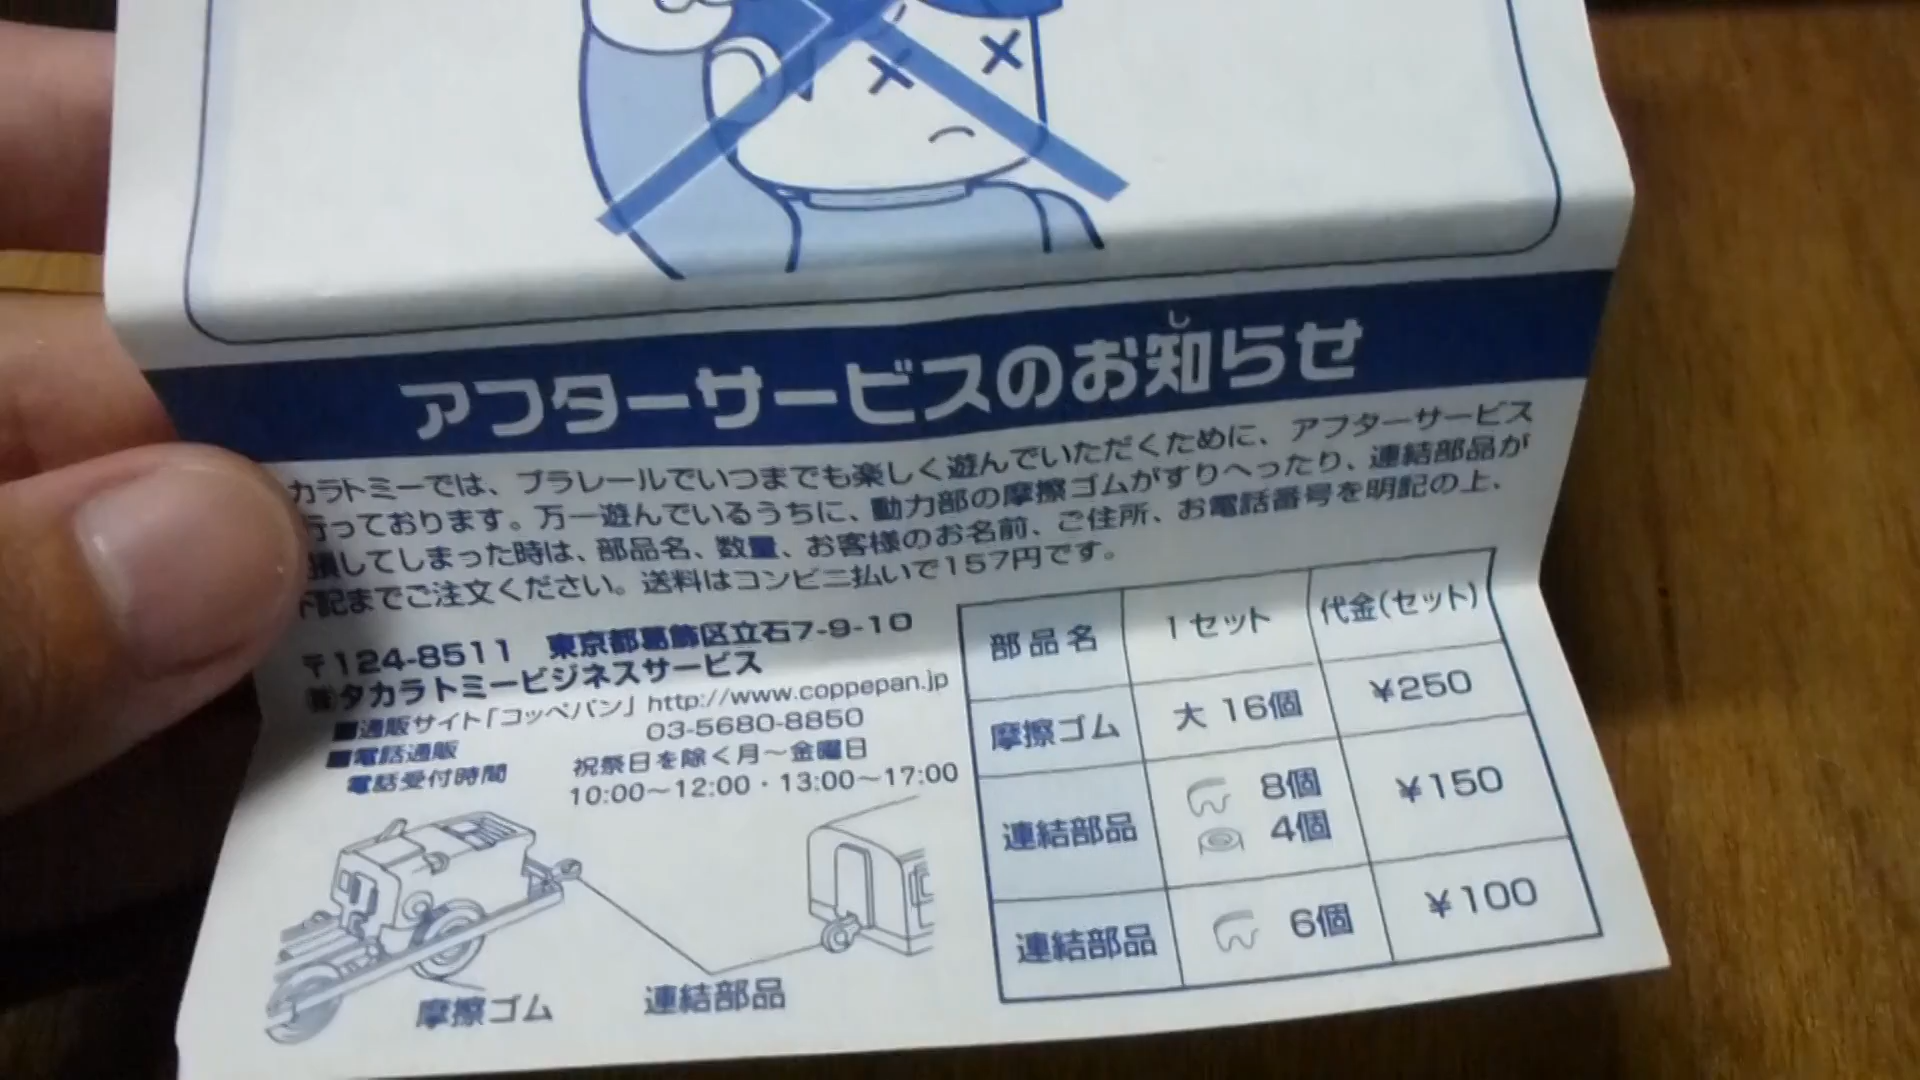 アフターサービスのお知らせ
し
カラトミーでは、プラレールでいつまでも楽しく遊んでいただくために、アフターサービス
行っております。万一遊んでいるうちに、動力部の摩擦ゴムがすりへったり、連結部品が
損してしまった時は、部品名、数量、お客様のお名前、ご住所、お電話番号を明記の上、
下記までご注文ください。送料はコンビニ払いで157円です。
〒124-8511 東京都葛飾区立石7-9-10
㈱タカラトミービジネスサービス
■通販サイト「コッペパン」 http://www.coppepan.jp
■電話通販 03-5680-8850
電話受付時間 祝祭日を除く月〜金曜日
10:00〜12:00・13:00〜17:00
摩擦ゴム
連結部品
部品名 1セット 代金(セット)
摩擦ゴム 大 16個 ¥250
連結部品 8個 4個 ¥150
連結部品 6個 ¥100